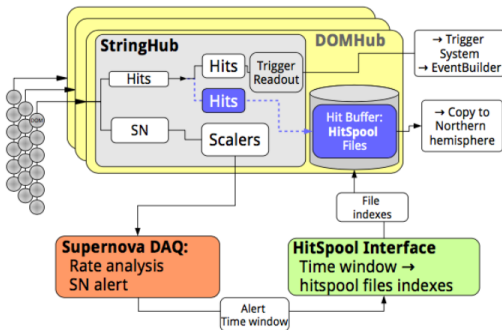 StringHub
DOMHub
Hits
Hits
Trigger
Readout
→ Trigger
System
→ EventBuilder
DOM
Hits
SN
Scalers
Hit Buffer:
HitSpool
Files
→ Copy to
Northern
hemisphere
File
indexes
Supernova DAQ:
Rate analysis
SN alert
HitSpool Interface
Time window →
hitspool files indexes
Alert
Time window